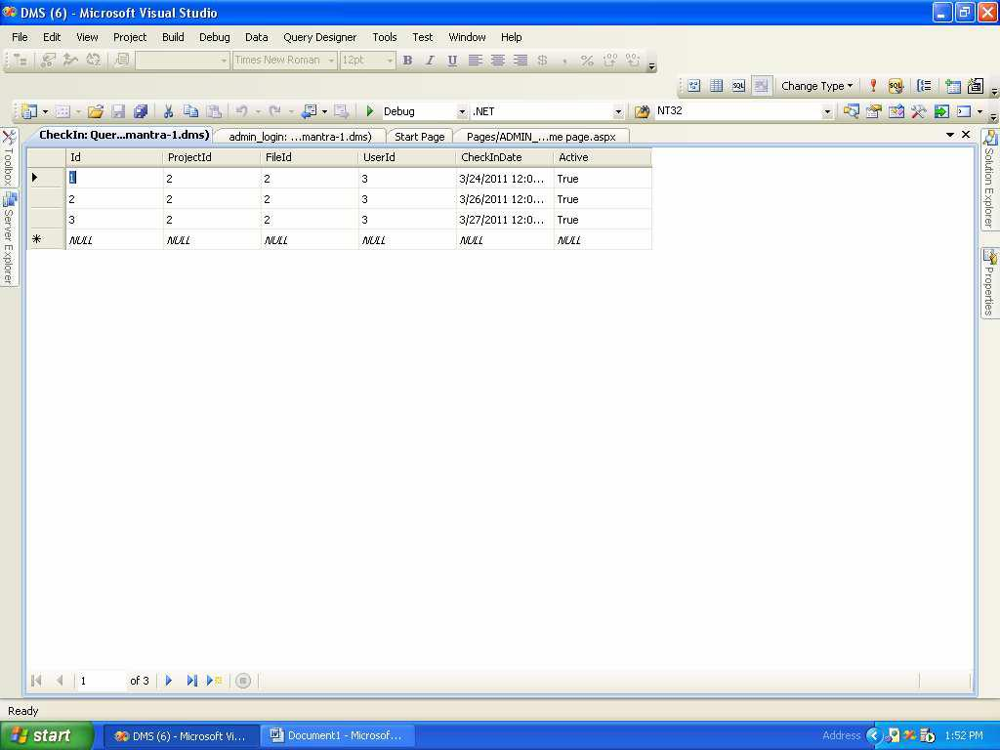 DMS (6) - Microsoft Visual Studio
File Edit View Project Build Debug Data Query Designer Tools Test Window Help
Times New Roman 12pt B I U $ , %
SQL Change Type ! SQL
Debug .NET NT32
CheckIn: Quer...mantra-1.dms) admin_login: ...mantra-1.dms) Start Page Pages/ADMIN_...me page.aspx
Toolbox
Server Explorer
Id ProjectId FileId UserId CheckInDate Active
1 2 2 3 3/24/2011 12:0... True
2 2 2 3 3/26/2011 12:0... True
3 2 2 3 3/27/2011 12:0... True
NULL NULL NULL NULL NULL NULL
Solution Explorer
Properties
1 of 3
Ready
start DMS (6) - Microsoft Vi... Document1 - Microsof... Address 1:52 PM